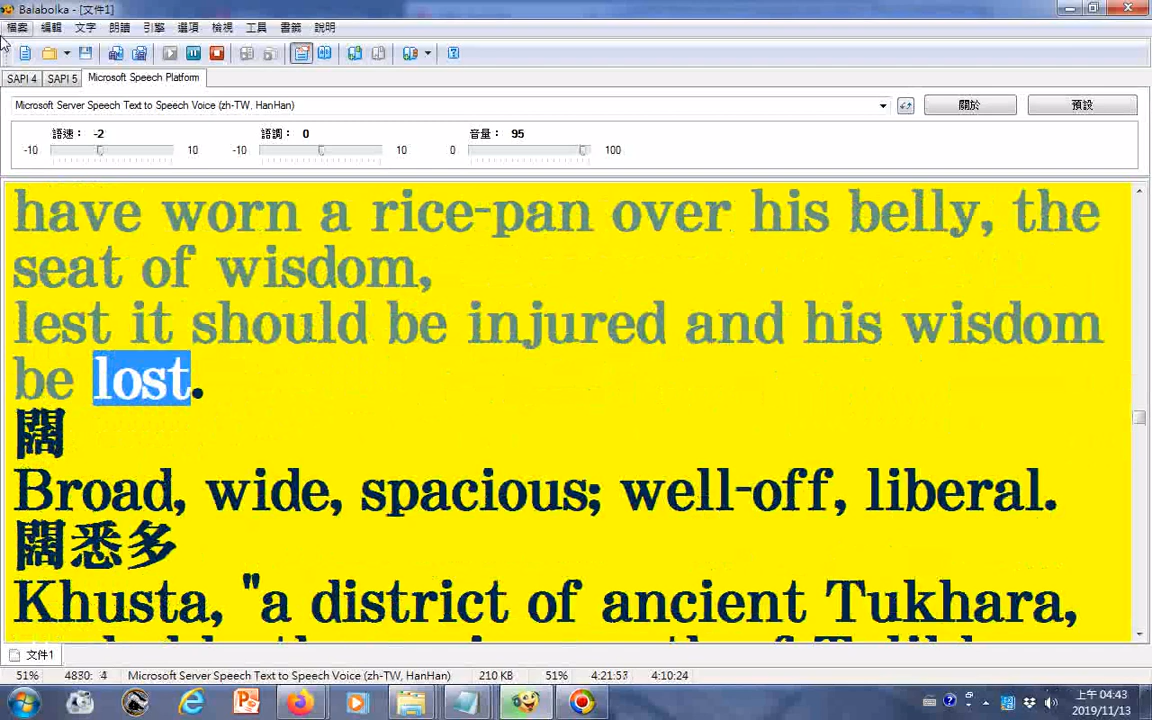 Balabolka - [文件1]
檔案 編輯 文字 朗讀 引擎 選項 檢視 工具 書籤 說明
SAPI 4 SAPI 5 Microsoft Speech Platform
Microsoft Server Speech Text to Speech Voice (zh-TW, HanHan) 關於 預設
語速： -2 語調： 0 音量： 95
-10 10 -10 10 0 100
have worn a rice-pan over his belly, the
seat of wisdom,
lest it should be injured and his wisdom
be lost.
闊
Broad, wide, spacious; well-off, liberal.
闊悉多
Khusta, "a district of ancient Tukhara,
文件1
51% 4830: 4 Microsoft Server Speech Text to Speech Voice (zh-TW, HanHan) 210 KB 51% 4:21:53 4:10:24
上午 04:43
2019/11/13